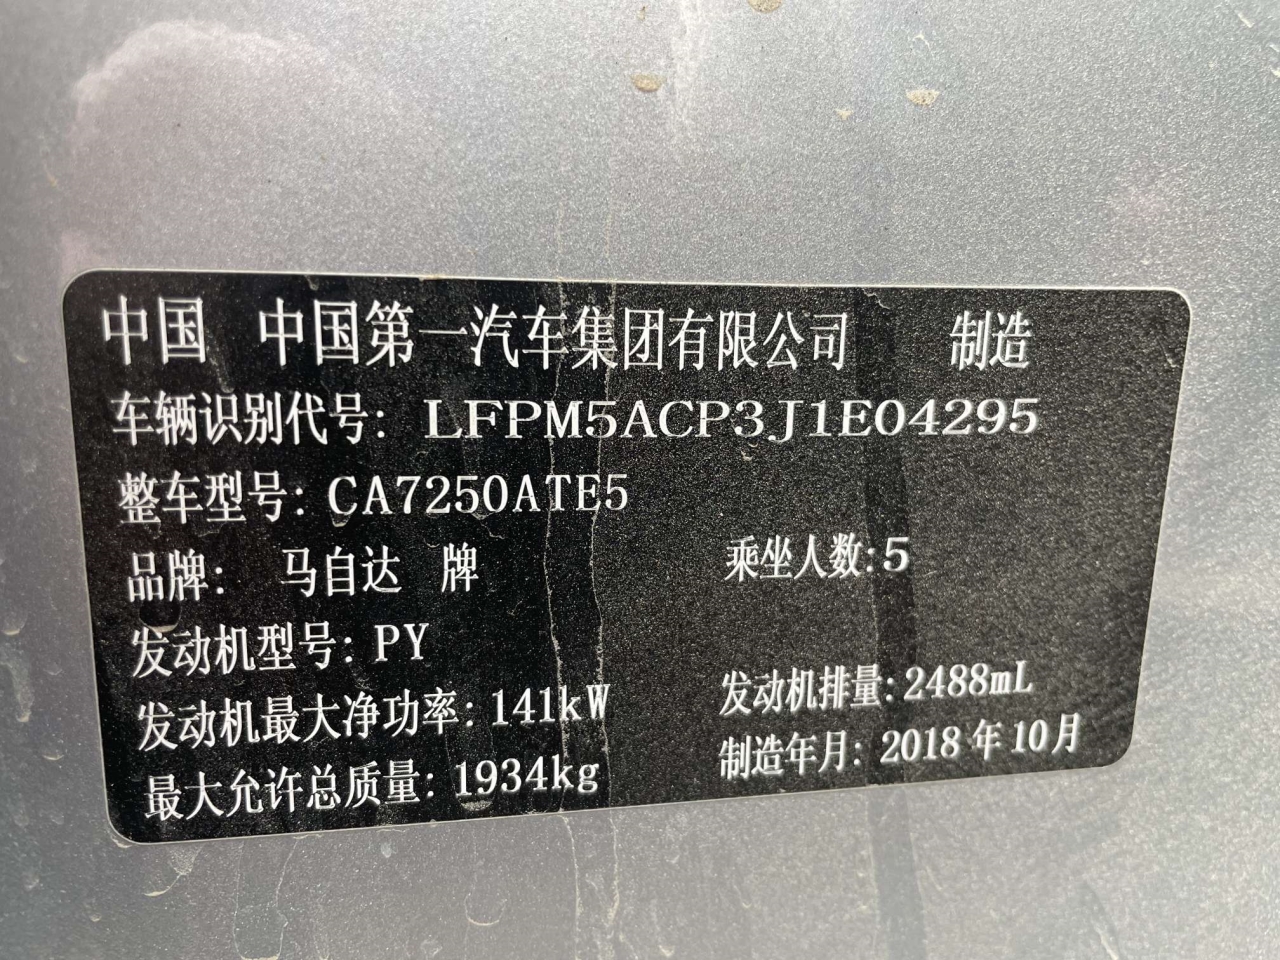 中国 中国第一汽车集团有限公司 制造
车辆识别代号: LFPM5ACP3J1E04295
整车型号: CA7250ATE5
品牌: 马自达 牌 乘坐人数:5
发动机型号: PY
发动机最大净功率: 141kW 发动机排量:2488mL
最大允许总质量: 1934kg 制造年月: 2018年10月